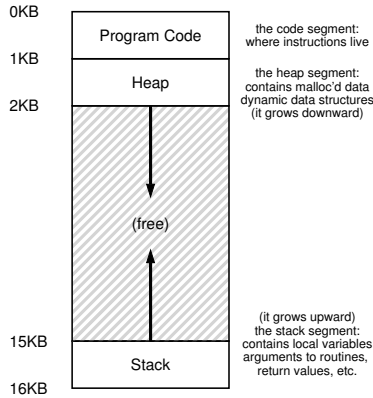 0KB
Program Code
the code segment:
where instructions live
1KB
Heap
the heap segment:
contains malloc'd data
dynamic data structures
(it grows downward)
2KB
(free)
(it grows upward)
the stack segment:
contains local variables
arguments to routines,
return values, etc.
15KB
Stack
16KB